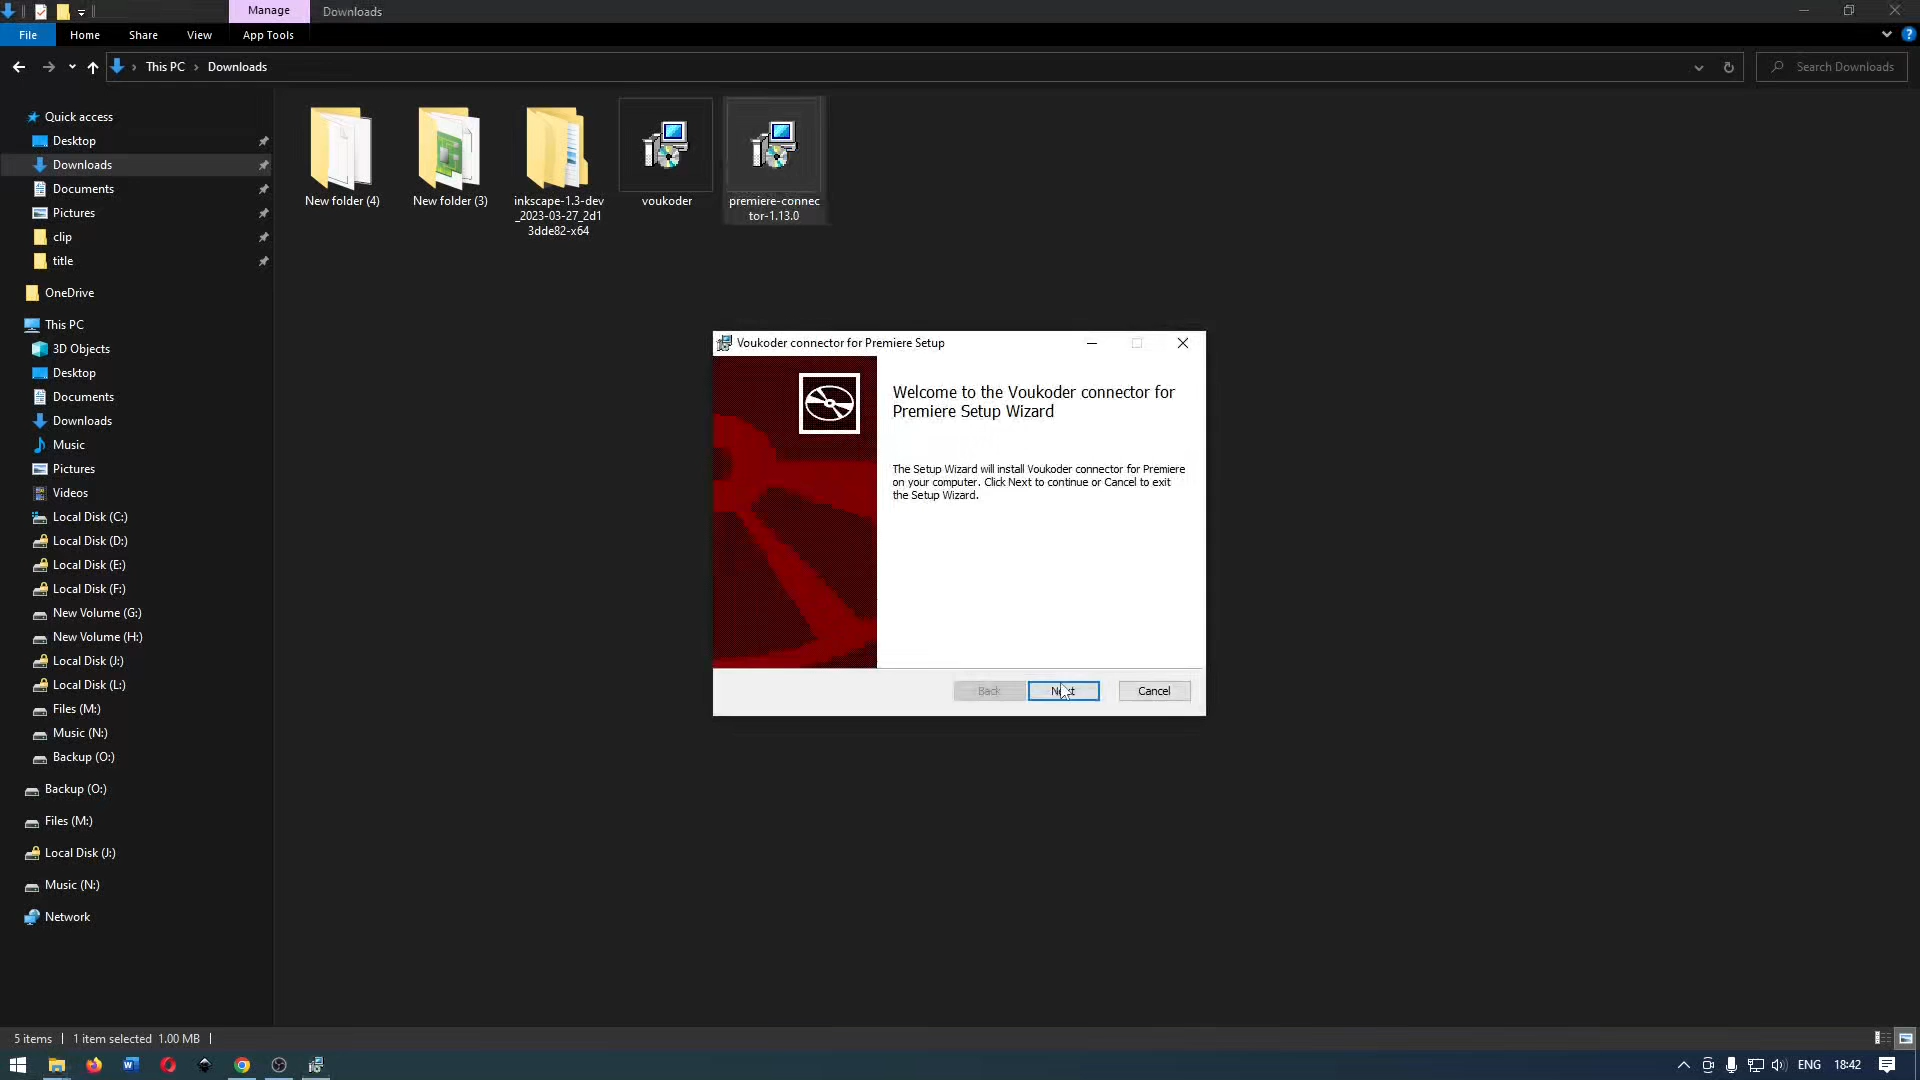 Manage
Downloads
File
Home
Share
View
App Tools
This PC
Downloads
Search Downloads
Quick access
Desktop
Downloads
Documents
Pictures
clip
title
OneDrive
This PC
3D Objects
Desktop
Documents
Downloads
Music
Pictures
Videos
Local Disk (C:)
Local Disk (D:)
Local Disk (E:)
Local Disk (F:)
New Volume (G:)
New Volume (H:)
Local Disk (J:)
Local Disk (L:)
Files (M:)
Music (N:)
Backup (O:)
Backup (O:)
Files (M:)
Local Disk (J:)
Music (N:)
Network
New folder (4)
New folder (3)
inkscape-1.3-dev
_2023-03-27_2d1
3dde82-x64
voukoder
premiere-connec
tor-1.13.0
Voukoder connector for Premiere Setup
Welcome to the Voukoder connector for
Premiere Setup Wizard
The Setup Wizard will install Voukoder connector for Premiere
on your computer. Click Next to continue or Cancel to exit
the Setup Wizard.
Back
Next
Cancel
5 items
1 item selected 1.00 MB
ENG
18:42